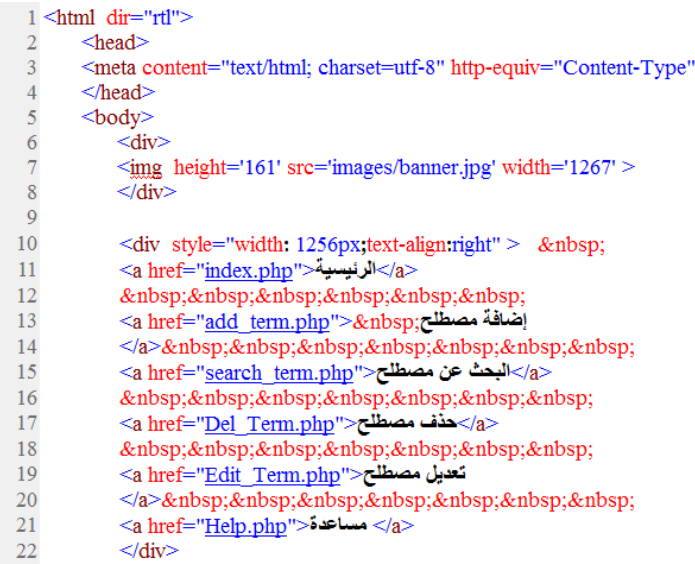 1 <html dir="rtl">
2 <head>
3 <meta content="text/html; charset=utf-8" http-equiv="Content-Type"
4 </head>
5 <body>
6 <div>
7 <img height='161' src='images/banner.jpg' width='1267' >
8 </div>
9
10 <div style="width: 1256px;text-align:right" > &nbsp;
11 <a href="index.php">الرئيسية</a>
12 &nbsp;&nbsp;&nbsp;&nbsp;&nbsp;&nbsp;
13 <a href="add_term.php">&nbsp;إضافة مصطلح
14 </a>&nbsp;&nbsp;&nbsp;&nbsp;&nbsp;&nbsp;&nbsp;
15 <a href="search_term.php">البحث عن مصطلح</a>
16 &nbsp;&nbsp;&nbsp;&nbsp;&nbsp;&nbsp;&nbsp;
17 <a href="Del_Term.php">حذف مصطلح</a>
18 &nbsp;&nbsp;&nbsp;&nbsp;&nbsp;&nbsp;&nbsp;
19 <a href="Edit_Term.php">تعديل مصطلح
20 </a>&nbsp;&nbsp;&nbsp;&nbsp;&nbsp;&nbsp;&nbsp;
21 <a href="Help.php">مساعدة </a>
22 </div>